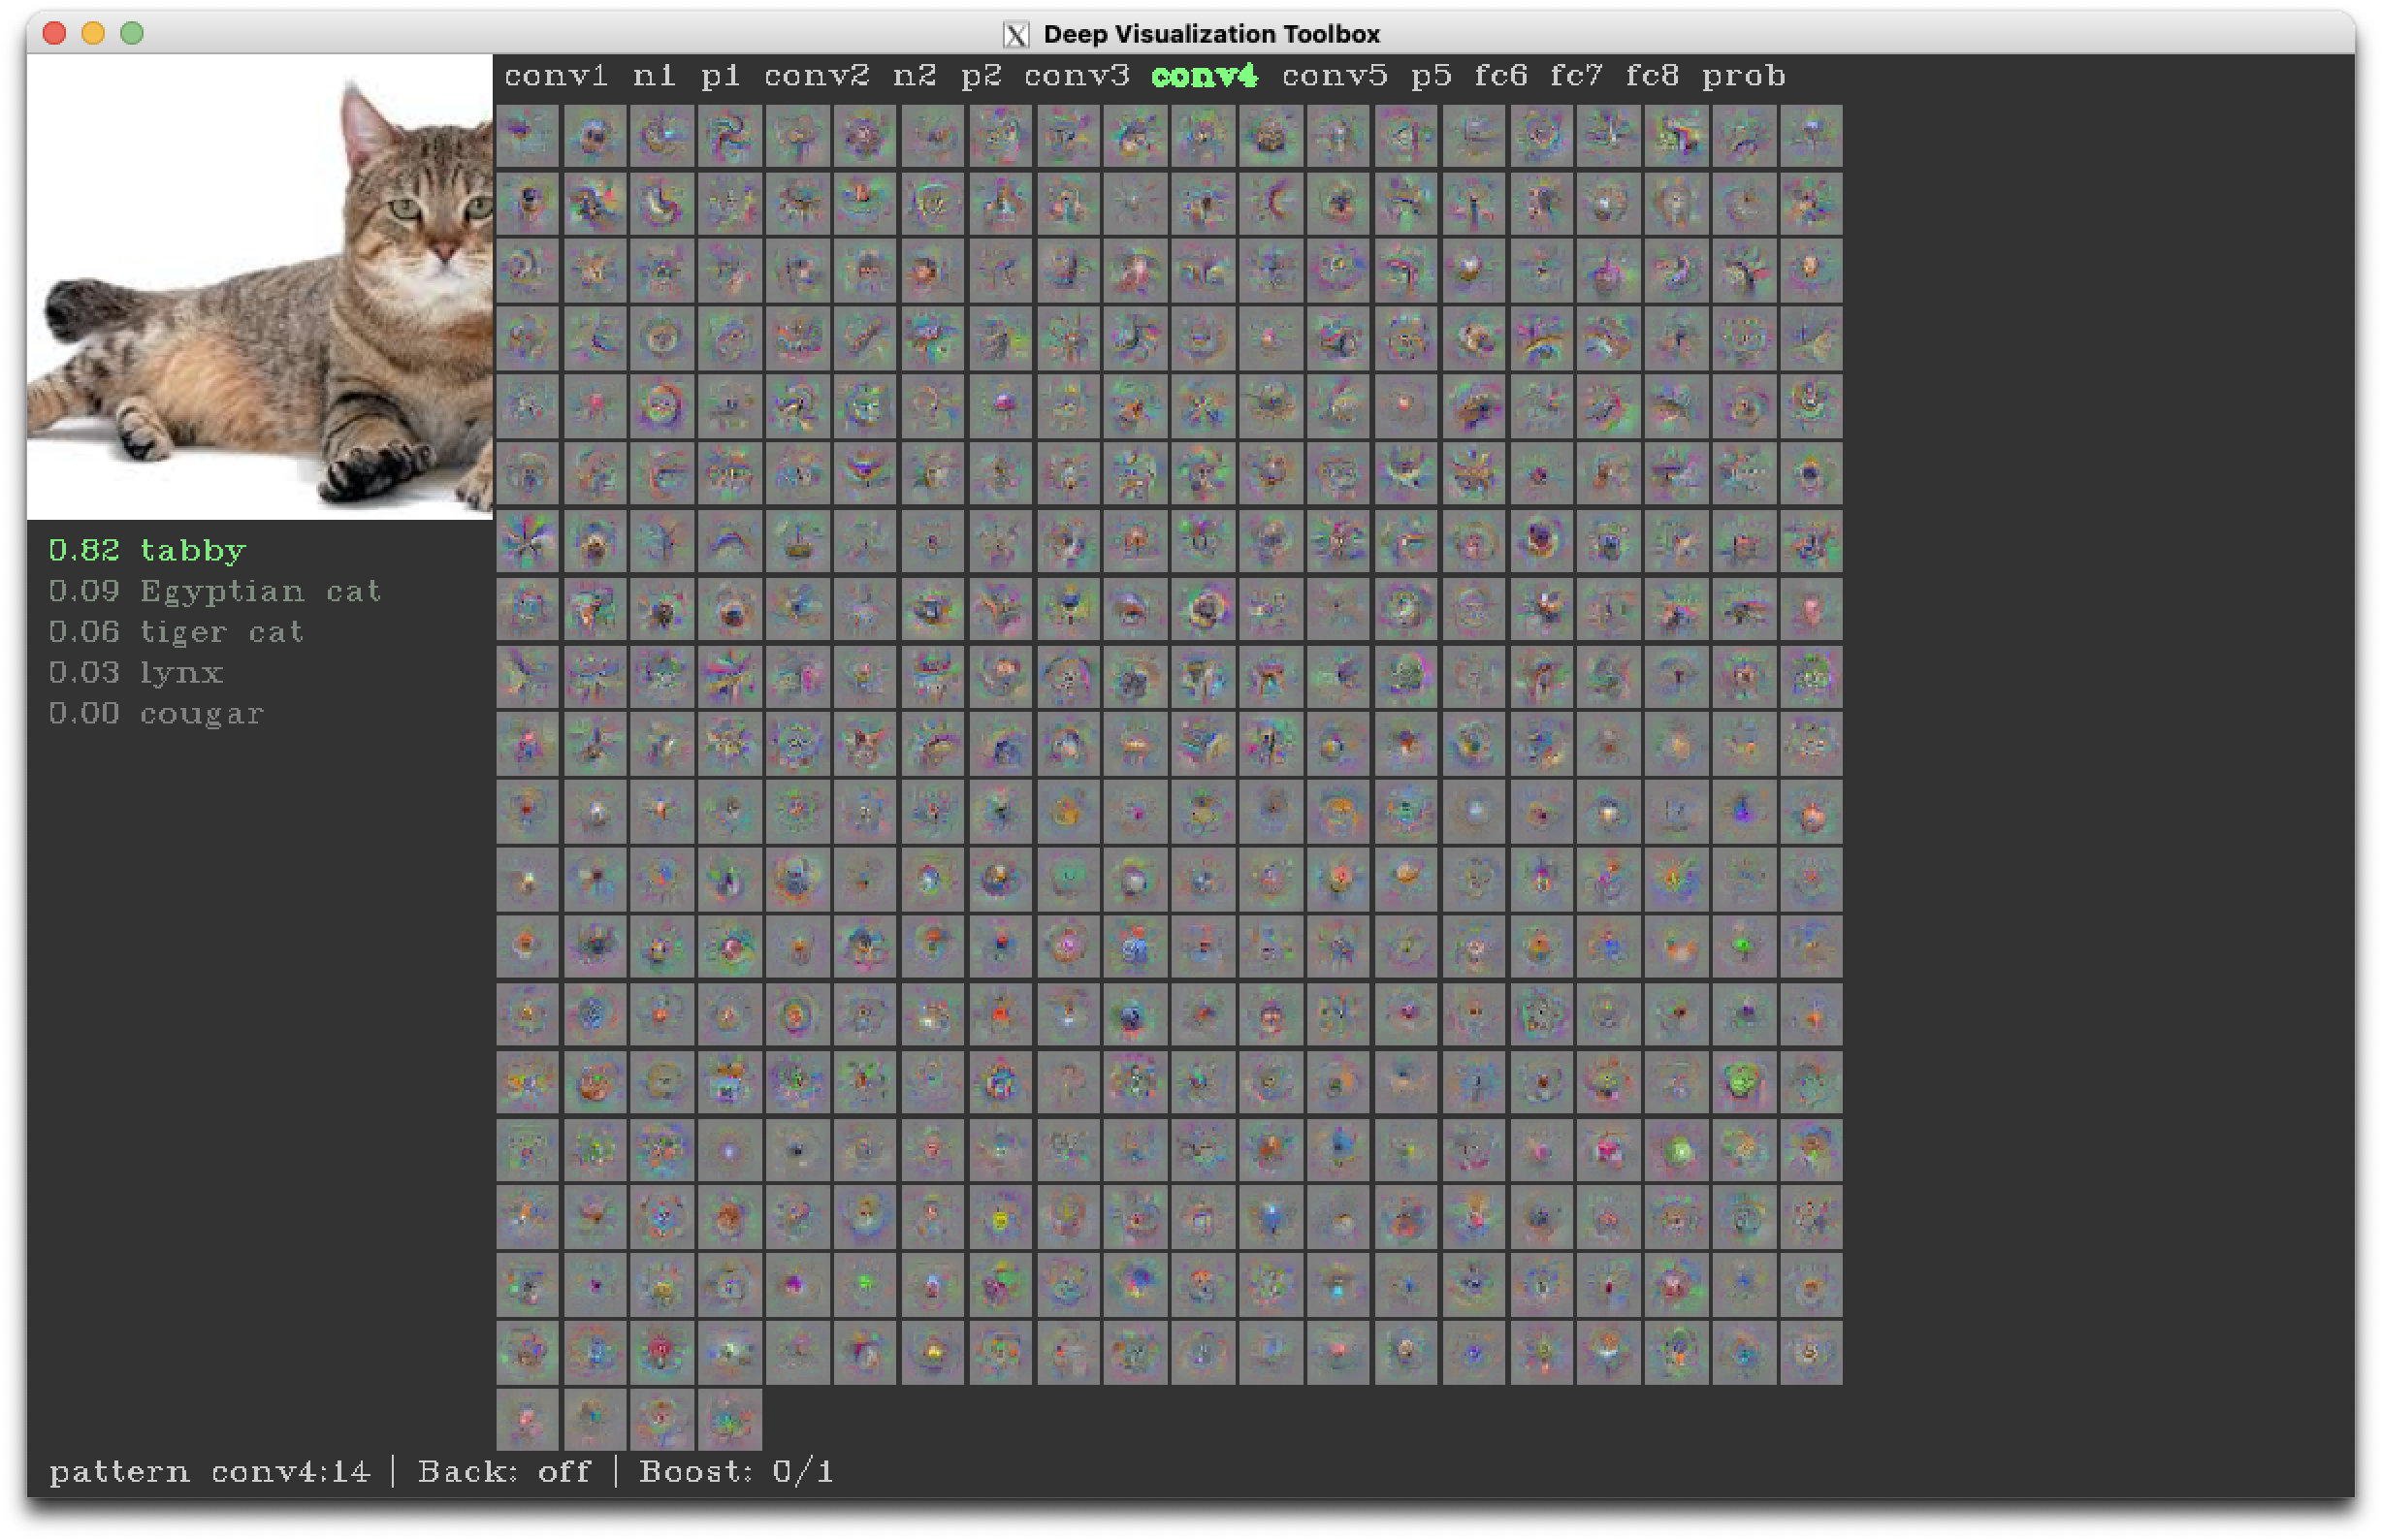 Deep Visualization Toolbox
conv1 n1 p1 conv2 n2 p2 conv3 conv4 conv5 p5 fc6 fc7 fc8 prob
0.82 tabby
0.09 Egyptian cat
0.06 tiger cat
0.03 lynx
0.00 cougar
pattern conv4:14 | Back: off | Boost: 0/1